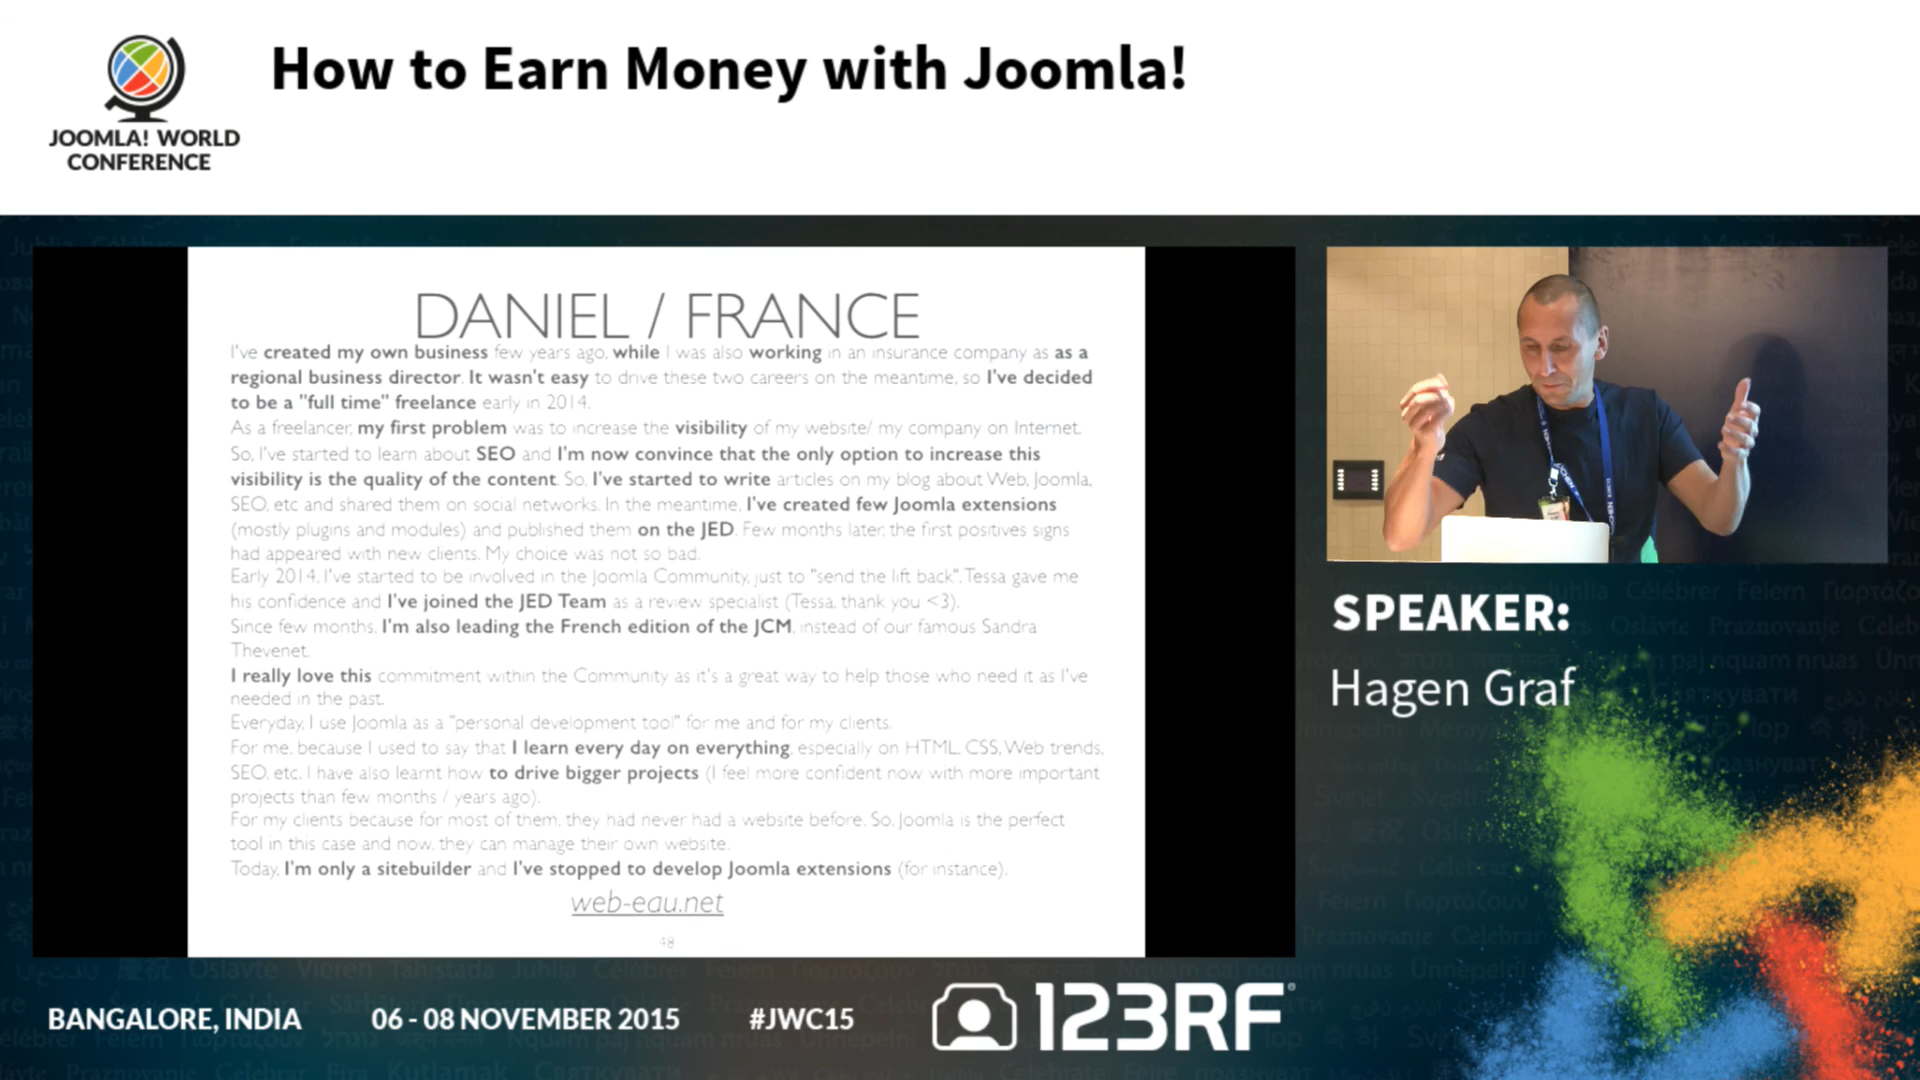 How to Earn Money with Joomla!
JOOMLA! WORLD
CONFERENCE
DANIEL / FRANCE
I've created my own business few years ago, while I was also working in an insurance company as as a
regional business director. It wasn't easy to drive these two careers on the meantime, so I've decided
to be a "full time" freelance early in 2014.
As a freelancer, my first problem was to increase the visibility of my website/ my company on Internet.
So, I've started to learn about SEO and I'm now convince that the only option to increase this
visibility is the quality of the content. So, I've started to write articles on my blog about Web, Joomla,
SEO, etc and shared them on social networks. In the meantime, I've created few Joomla extensions
(mostly plugins and modules) and published them on the JED. Few months later, the first positives signs
had appeared with new clients. My choice was not so bad.
Early 2014, I've started to be involved in the Joomla Community, just to "send the lift back". Tessa gave me
his confidence and I've joined the JED Team as a review specialist (Tessa, thank you <3).
Since few months, I'm also leading the French edition of the JCM, instead of our famous Sandra
Thevenet.
I really love this commitment within the Community as it's a great way to help those who need it as I've
needed in the past.
Everyday, I use Joomla as a "personal development tool" for me and for my clients.
For me, because I used to say that I learn every day on everything, especially on HTML, CSS, Web trends,
SEO, etc. I have also learnt how to drive bigger projects (I feel more confident now with more important
projects than few months / years ago).
For my clients because for most of them, they had never had a website before. So, Joomla is the perfect
tool in this case and now, they can manage their own website.
Today, I'm only a sitebuilder and I've stopped to develop Joomla extensions (for instance).
web-eau.net
48
SPEAKER:
Hagen Graf
BANGALORE, INDIA
06 - 08 NOVEMBER 2015
#JWC15
123RF